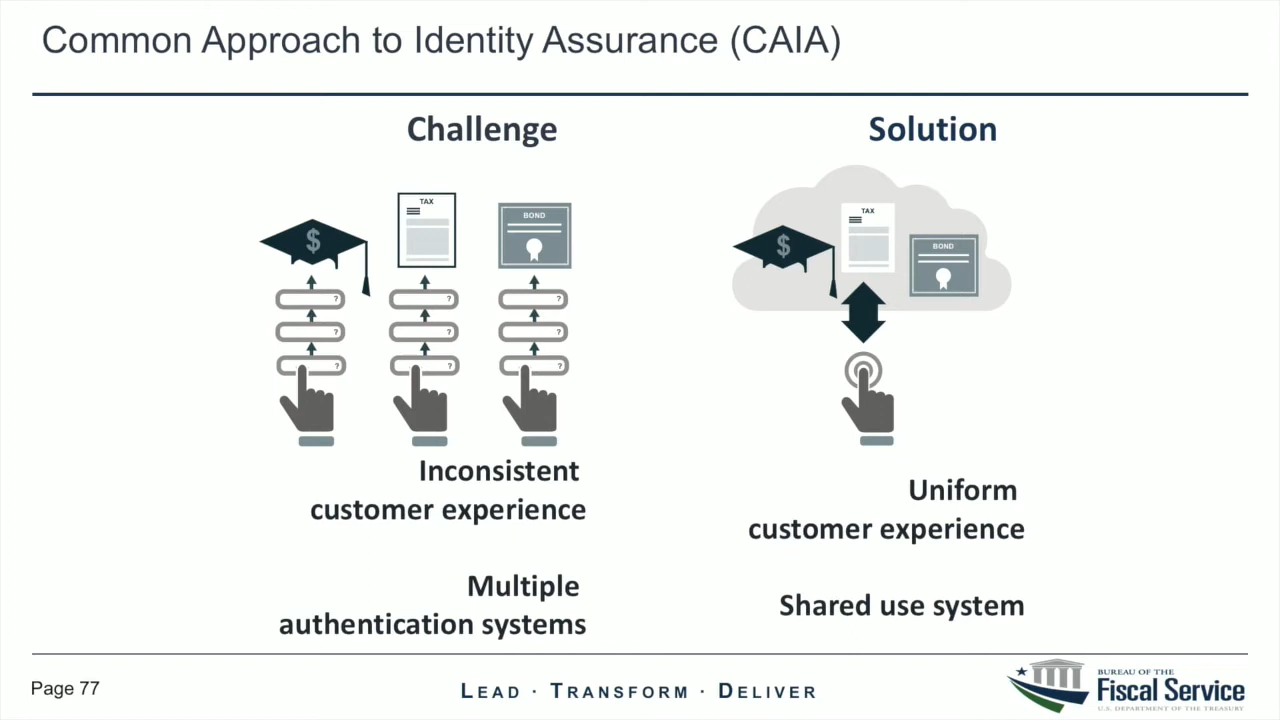 Common Approach to Identity Assurance (CAIA)
Challenge
Solution
$
TAX
BOND
?
?
?
?
?
?
?
?
?
$
TAX
BOND
Inconsistent
customer experience
Multiple
authentication systems
Uniform
customer experience
Shared use system
Page 77
LEAD · TRANSFORM · DELIVER
BUREAU OF THE
Fiscal Service
U.S. DEPARTMENT OF THE TREASURY